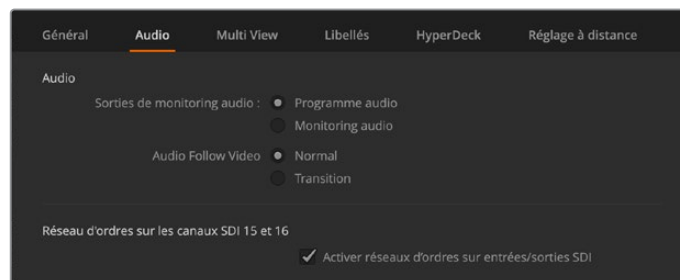 Général Audio Multi View Libellés HyperDeck Réglage à distance
Audio
Sorties de monitoring audio : Programme audio
Monitoring audio
Audio Follow Video Normal
Transition
Réseau d'ordres sur les canaux SDI 15 et 16
Activer réseaux d'ordres sur entrées/sorties SDI